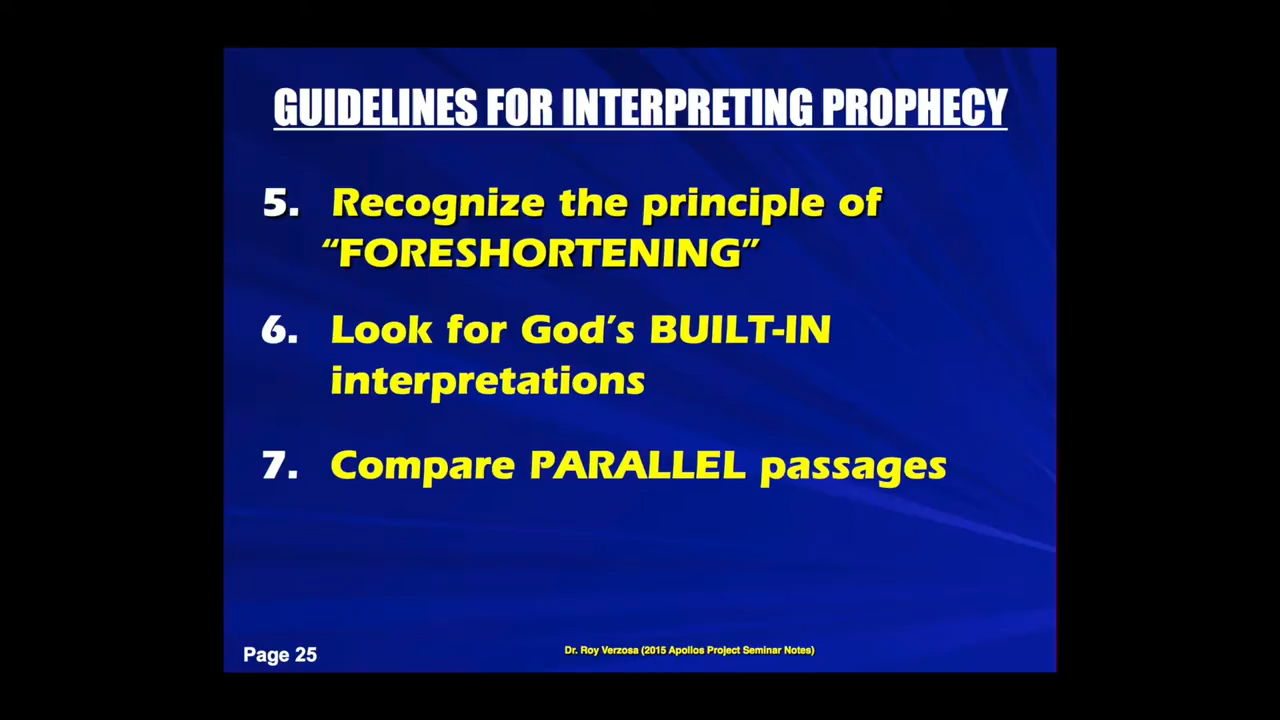 GUIDELINES FOR INTERPRETING PROPHECY
5. Recognize the principle of
“FORESHORTENING”
6. Look for God’s BUILT-IN
interpretations
7. Compare PARALLEL passages
Page 25
Dr. Roy Verzosa (2015 Apollos Project Seminar Notes)